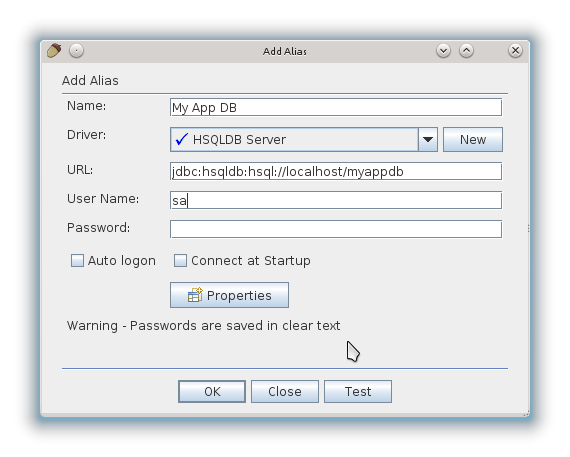 Add Alias
Add Alias
Name: My App DB
Driver: HSQLDB Server New
URL: jdbc:hsqldb:hsql://localhost/myappdb
User Name: sa
Password:
Auto logon Connect at Startup
Properties
Warning - Passwords are saved in clear text
OK Close Test